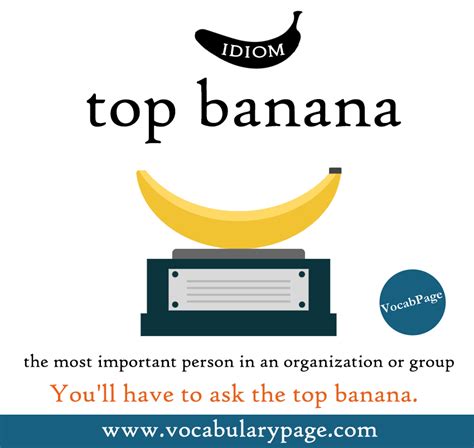 IDIOM
top banana
VocabPage
the most important person in an organization or group
You'll have to ask the top banana.
www.vocabularypage.com